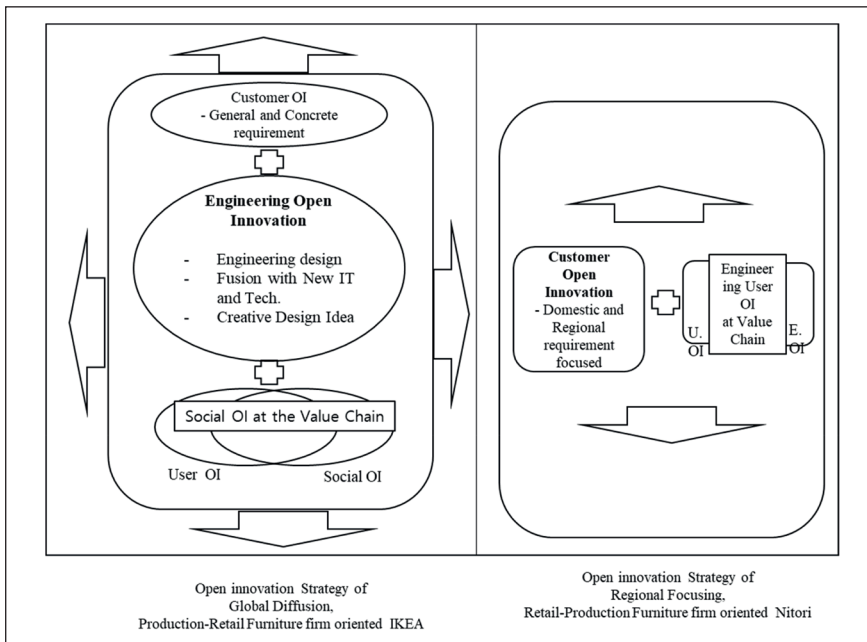 Customer OI
- General and Concrete
requirement
Engineering Open
Innovation
- Engineering design
- Fusion with New IT
and Tech.
- Creative Design Idea
Social OI at the Value Chain
User OI
Social OI
Customer
Open
Innovation
- Domestic and
Regional
requirement
focused
U.
OI
Engineer
ing User
OI
at Value
Chain
E.
OI
Open innovation Strategy of
Global Diffusion,
Production-Retail Furniture firm oriented IKEA
Open innovation Strategy of
Regional Focusing,
Retail-Production Furniture firm oriented Nitori